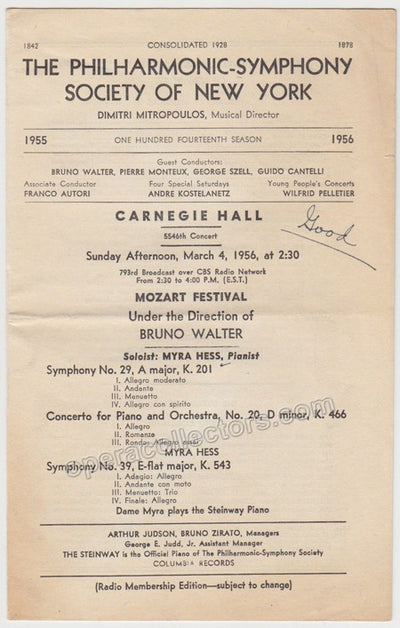 1842 CONSOLIDATED 1928 1878
THE PHILHARMONIC-SYMPHONY
SOCIETY OF NEW YORK
DIMITRI MITROPOULOS, Musical Director
1955 ONE HUNDRED FOURTEENTH SEASON 1956
Guest Conductors:
BRUNO WALTER, PIERRE MONTEUX, GEORGE SZELL, GUIDO CANTELLI
Associate Conductor Four Special Saturdays Young People's Concerts
FRANCO AUTORI ANDRE KOSTELANETZ WILFRID PELLETIER
CARNEGIE HALL
Good
5546th Concert
Sunday Afternoon, March 4, 1956, at 2:30
793rd Broadcast over CBS Radio Network
From 2:30 to 4:00 P.M. (E.S.T.)
MOZART FESTIVAL
Under the Direction of
BRUNO WALTER
Soloist: MYRA HESS, Pianist
Symphony No. 29, A major, K. 201
I. Allegro moderato
II. Andante
III. Menuetto
IV. Allegro con spirito
Concerto for Piano and Orchestra, No. 20, D minor, K. 466
I. Allegro
II. Romanza
III. Rondo: Allegro assai
MYRA HESS
operacollectors.com
Symphony No. 39, E-flat major, K. 543
I. Adagio: Allegro
II. Andante con moto
III. Menuetto: Trio
IV. Finale: Allegro
Dame Myra plays the Steinway Piano
ARTHUR JUDSON, BRUNO ZIRATO, Managers
George E. Judd, Jr. Assistant Manager
THE STEINWAY is the Official Piano of The Philharmonic-Symphony Society
COLUMBIA RECORDS
(Radio Membership Edition—subject to change)